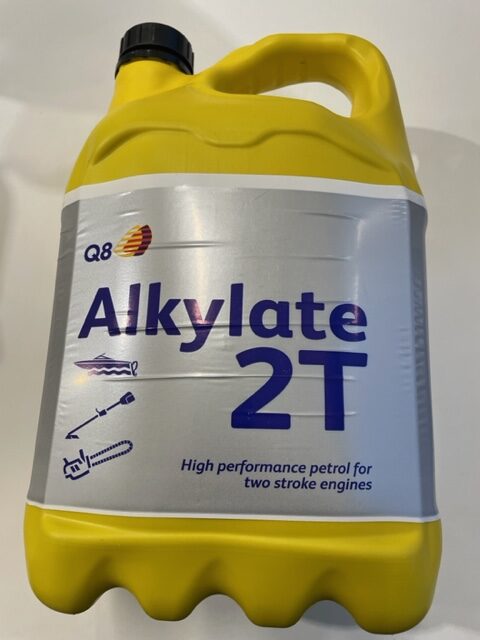 Q8
Alkylate
2T
High performance petrol for
two stroke engines